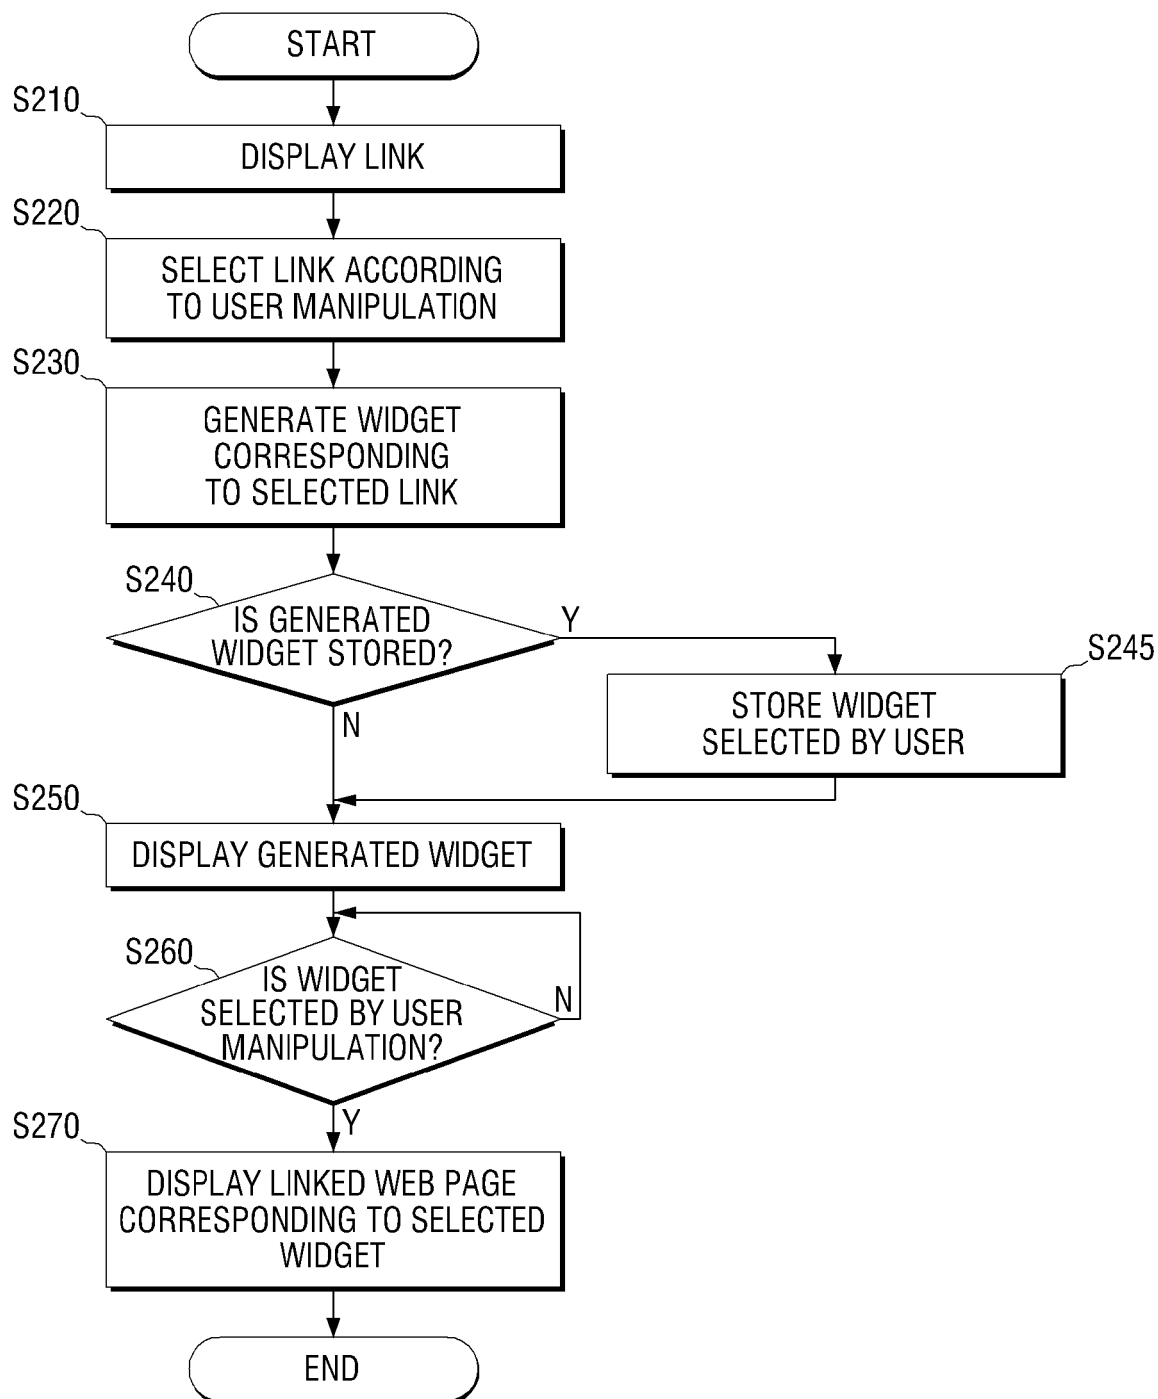 START
S210
DISPLAY LINK
S220
SELECT LINK ACCORDING
TO USER MANIPULATION
S230
GENERATE WIDGET
CORRESPONDING
TO SELECTED LINK
S240
IS GENERATED
WIDGET STORED?
Y
N
S245
STORE WIDGET
SELECTED BY USER
S250
DISPLAY GENERATED WIDGET
S260
IS WIDGET
SELECTED BY USER
MANIPULATION?
N
Y
S270
DISPLAY LINKED WEB PAGE
CORRESPONDING TO SELECTED
WIDGET
END